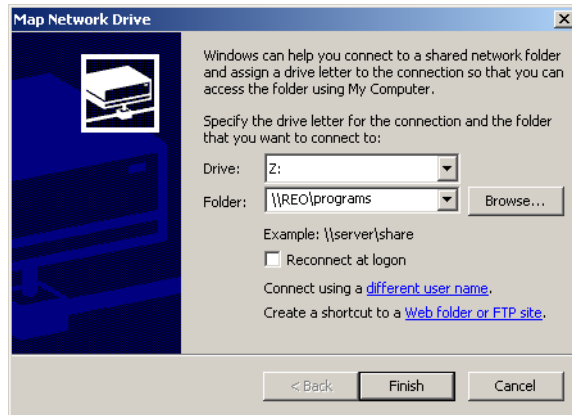 Map Network Drive
Windows can help you connect to a shared network folder
and assign a drive letter to the connection so that you can
access the folder using My Computer.
Specify the drive letter for the connection and the folder
that you want to connect to:
Drive: Z:
Folder: \\REO\programs Browse...
Example: \\server\share
Reconnect at logon
Connect using a different user name.
Create a shortcut to a Web folder or FTP site.
< Back Finish Cancel